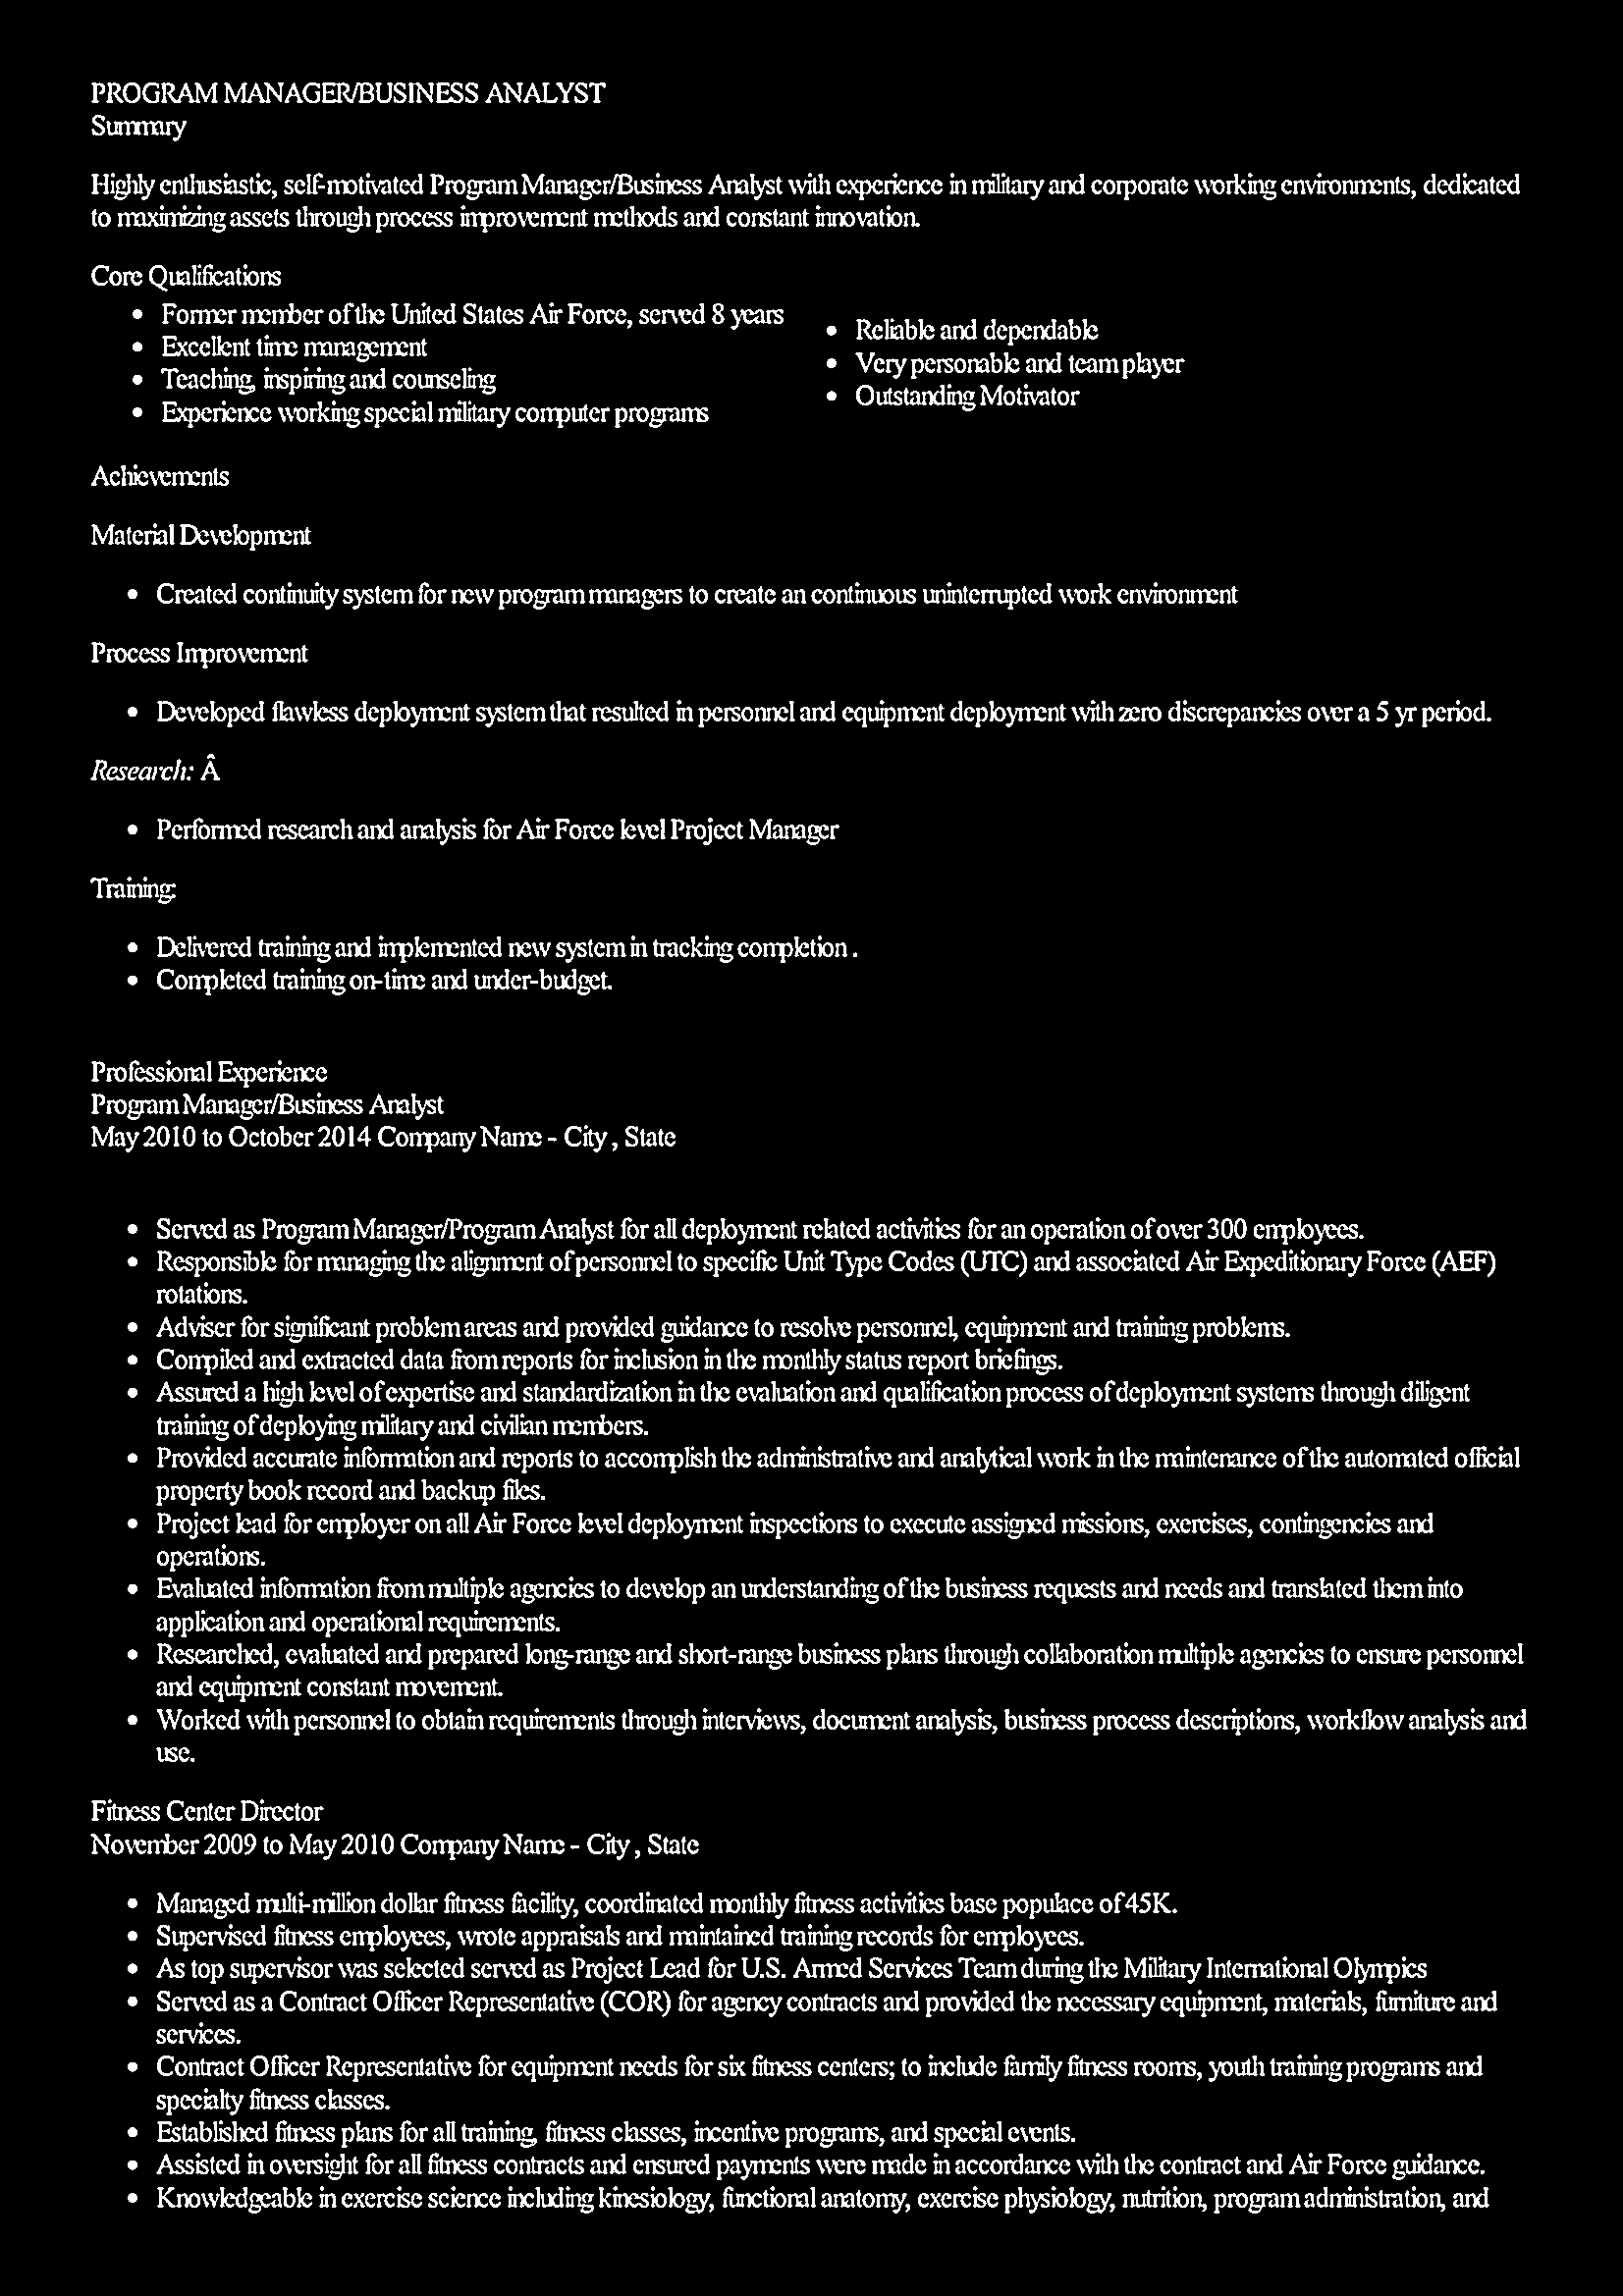 PROGRAM MANAGER/BUSINESS ANALYST
Summary
Highly enthusiastic, self-motivated Program Manager/Business Analyst with experience in military and corporate working environments, dedicated
to maximizing assets through process improvement methods and constant innovation.
Core Qualifications
• Former member of the United States Air Force, served 8 years
• Excellent time management
• Teaching, inspiring and counseling
• Experience working special military computer programs
• Reliable and dependable
• Very personable and team player
• Outstanding Motivator
Achievements
Material Development
• Created continuity system for new program managers to create an continuous uninterrupted work environment
Process Improvement
• Developed flawless deployment system that resulted in personnel and equipment deployment with zero discrepancies over a 5 yr period.
Research: Â
• Performed research and analysis for Air Force level Project Manager
Training:
• Delivered training and implemented new system in tracking completion .
• Completed training on-time and under-budget.
Professional Experience
Program Manager/Business Analyst
May 2010 to October 2014 Company Name - City , State
• Served as Program Manager/Program Analyst for all deployment related activities for an operation of over 300 employees.
• Responsible for managing the alignment of personnel to specific Unit Type Codes (UTC) and associated Air Expeditionary Force (AEF)
rotations.
• Adviser for significant problem areas and provided guidance to resolve personnel, equipment and training problems.
• Compiled and extracted data from reports for inclusion in the monthly status report briefings.
• Assured a high level of expertise and standardization in the evaluation and qualification process of deployment systems through diligent
training of deploying military and civilian members.
• Provided accurate information and reports to accomplish the administrative and analytical work in the maintenance of the automated official
property book record and backup files.
• Project lead for employer on all Air Force level deployment inspections to execute assigned missions, exercises, contingencies and
operations.
• Evaluated information from multiple agencies to develop an understanding of the business requests and needs and translated them into
application and operational requirements.
• Researched, evaluated and prepared long-range and short-range business plans through collaboration multiple agencies to ensure personnel
and equipment constant movement.
• Worked with personnel to obtain requirements through interviews, document analysis, business process descriptions, workflow analysis and
use.
Fitness Center Director
November 2009 to May 2010 Company Name - City , State
• Managed multi-million dollar fitness facility, coordinated monthly fitness activities base populace of 45K.
• Supervised fitness employees, wrote appraisals and maintained training records for employees.
• As top supervisor was selected served as Project Lead for U.S. Armed Services Team during the Military International Olympics
• Served as a Contract Officer Representative (COR) for agency contracts and provided the necessary equipment, materials, furniture and
services.
• Contract Officer Representative for equipment needs for six fitness centers; to include family fitness rooms, youth training programs and
specialty fitness classes.
• Established fitness plans for all training, fitness classes, incentive programs, and special events.
• Assisted in oversight for all fitness contracts and ensured payments were made in accordance with the contract and Air Force guidance.
• Knowledgeable in exercise science including kinesiology, functional anatomy, exercise physiology, nutrition, program administration, and